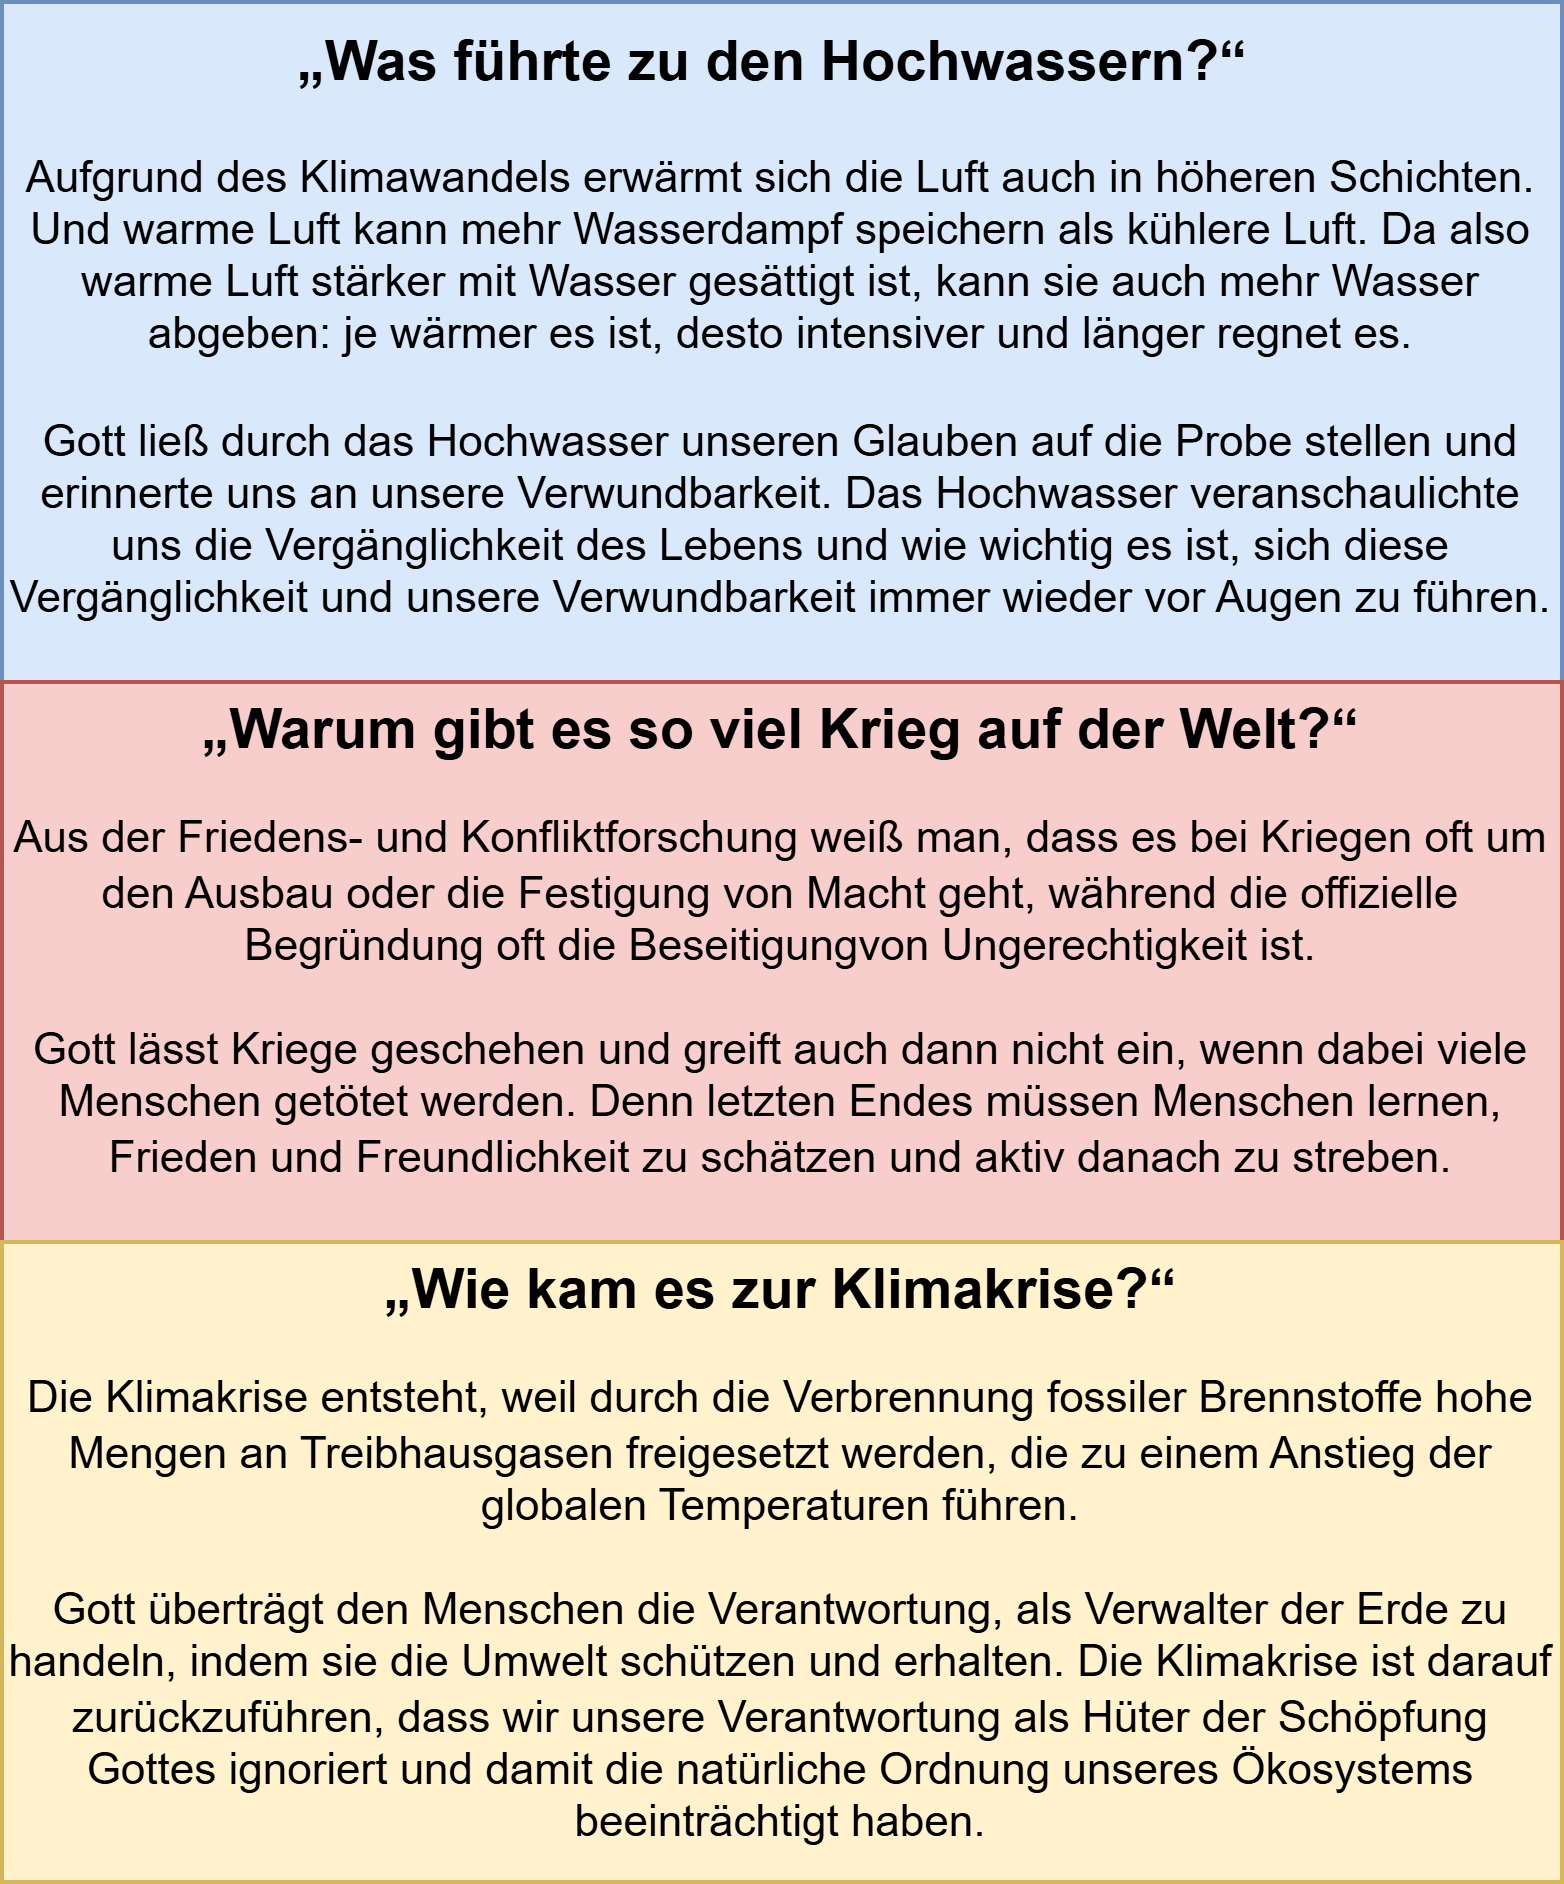 „Was führte zu den Hochwassern?“
Aufgrund des Klimawandels erwärmt sich die Luft auch in höheren Schichten.
Und warme Luft kann mehr Wasserdampf speichern als kühlere Luft. Da also
warme Luft stärker mit Wasser gesättigt ist, kann sie auch mehr Wasser
abgeben: je wärmer es ist, desto intensiver und länger regnet es.
Gott ließ durch das Hochwasser unseren Glauben auf die Probe stellen und
erinnerte uns an unsere Verwundbarkeit. Das Hochwasser veranschaulichte
uns die Vergänglichkeit des Lebens und wie wichtig es ist, sich diese
Vergänglichkeit und unsere Verwundbarkeit immer wieder vor Augen zu führen.
„Warum gibt es so viel Krieg auf der Welt?“
Aus der Friedens- und Konfliktforschung weiß man, dass es bei Kriegen oft um
den Ausbau oder die Festigung von Macht geht, während die offizielle
Begründung oft die Beseitigungvon Ungerechtigkeit ist.
Gott lässt Kriege geschehen und greift auch dann nicht ein, wenn dabei viele
Menschen getötet werden. Denn letzten Endes müssen Menschen lernen,
Frieden und Freundlichkeit zu schätzen und aktiv danach zu streben.
„Wie kam es zur Klimakrise?“
Die Klimakrise entsteht, weil durch die Verbrennung fossiler Brennstoffe hohe
Mengen an Treibhausgasen freigesetzt werden, die zu einem Anstieg der
globalen Temperaturen führen.
Gott überträgt den Menschen die Verantwortung, als Verwalter der Erde zu
handeln, indem sie die Umwelt schützen und erhalten. Die Klimakrise ist darauf
zurückzuführen, dass wir unsere Verantwortung als Hüter der Schöpfung
Gottes ignoriert und damit die natürliche Ordnung unseres Ökosystems
beeinträchtigt haben.